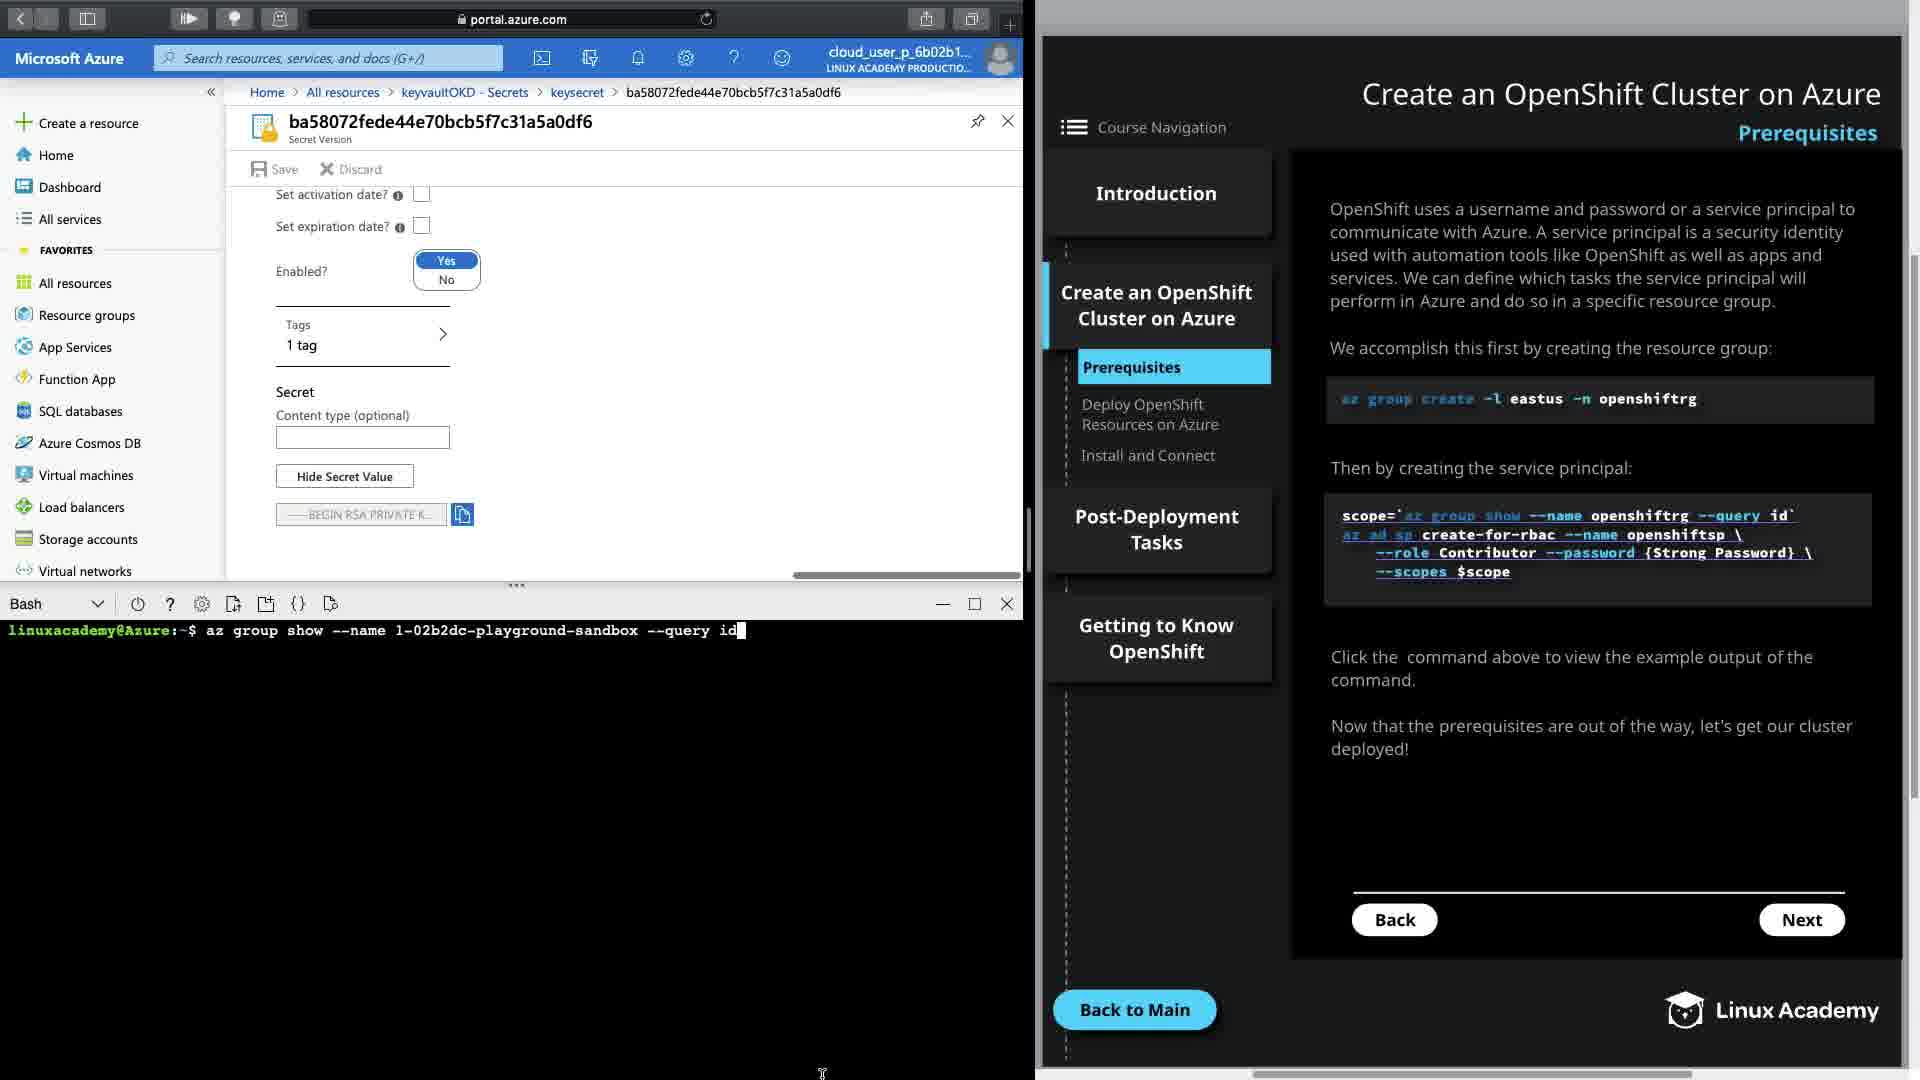 portal.azure.com
Microsoft Azure
Search resources, services, and docs (G+/)
cloud_user_p_6b02b1...
LINUX ACADEMY PRODUCTIO...
Home > All resources > keyvaultOKD - Secrets > keysecret > ba58072fede44e70bcb5f7c31a5a0df6
ba58072fede44e70bcb5f7c31a5a0df6
Secret Version
Save Discard
Create a resource
Home
Dashboard
All services
FAVORITES
All resources
Resource groups
App Services
Function App
SQL databases
Azure Cosmos DB
Virtual machines
Load balancers
Storage accounts
Virtual networks
Set activation date?
Set expiration date?
Enabled?
Yes
No
Tags
1 tag
Secret
Content type (optional)
Hide Secret Value
-----BEGIN RSA PRIVATE K...
Bash
linuxacademy@Azure:~$ az group show --name 1-02b2dc-playground-sandbox --query id
Create an OpenShift Cluster on Azure
Prerequisites
Course Navigation
Introduction
Create an OpenShift
Cluster on Azure
Prerequisites
Deploy OpenShift
Resources on Azure
Install and Connect
Post-Deployment
Tasks
Getting to Know
OpenShift
Back to Main
OpenShift uses a username and password or a service principal to
communicate with Azure. A service principal is a security identity
used with automation tools like OpenShift as well as apps and
services. We can define which tasks the service principal will
perform in Azure and do so in a specific resource group.
We accomplish this first by creating the resource group:
az group create -l eastus -n openshiftrg
Then by creating the service principal:
scope=`az group show --name openshiftrg --query id`
az ad sp create-for-rbac --name openshiftsp \
--role Contributor --password {Strong Password} \
--scopes $scope
Click the command above to view the example output of the
command.
Now that the prerequisites are out of the way, let's get our cluster
deployed!
Back
Next
Linux Academy